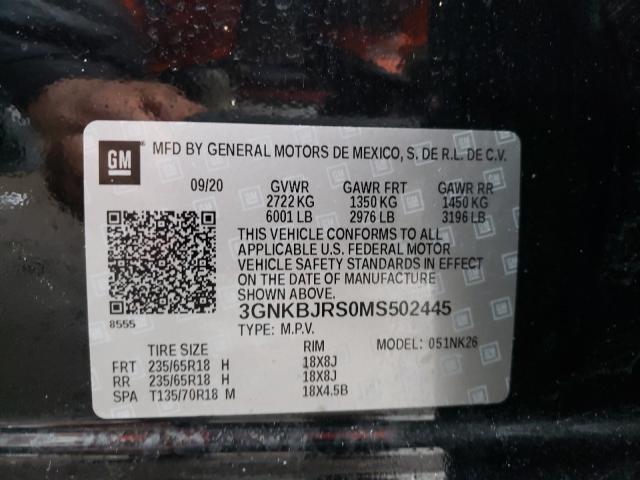 GM MFD BY GENERAL MOTORS DE MEXICO, S. DE R.L. DE C.V.
09/20 GVWR GAWR FRT GAWR RR
2722 KG 1350 KG 1450 KG
6001 LB 2976 LB 3196 LB
THIS VEHICLE CONFORMS TO ALL
APPLICABLE U.S. FEDERAL MOTOR
VEHICLE SAFETY STANDARDS IN EFFECT
ON THE DATE OF MANUFACTURE
SHOWN ABOVE.
8555 3GNKBJRS0MS502445
TYPE: M.P.V.
TIRE SIZE RIM MODEL: 051NK26
FRT 235/65R18 H 18X8J
RR 235/65R18 H 18X8J
SPA T135/70R18 M 18X4.5B